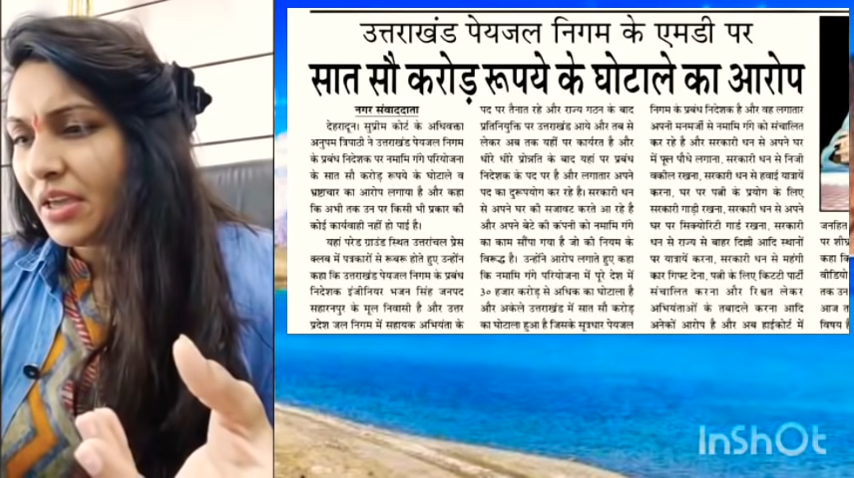 उत्तराखंड पेयजल निगम के एमडी पर
सात सौ करोड़ रूपये के घोटाले का आरोप
नगर संवाददाता
देहरादून। सुप्रीम कोर्ट के अधिवक्ता
अनुपम त्रिपाठी ने उत्तराखंड पेयजल निगम
के प्रबंध निदेशक पर नमामि गंगे परियोजना
के सात सौ करोड़ रूपये के घोटाले व
भ्रष्टाचार का आरोप लगाया है और कहा
कि अभी तक उन पर किसी भी प्रकार की
कोई कार्यवाही नहीं हो पाई है।
यहां परेड ग्राउंड स्थित उत्तरांचल प्रेस
क्लब में पत्रकारों से रूबरू होते हुए उन्होंने
कहा कि उत्तराखंड पेयजल निगम के प्रबंध
निदेशक इंजीनियर भजन सिंह जनपद
सहारनपुर के मूल निवासी है और उत्तर
प्रदेश जल निगम में सहायक अभियंता के
पद पर तैनात रहे और राज्य गठन के बाद
प्रतिनियुक्ति पर उत्तराखंड आये और तब से
लेकर अब तक यहीं पर कार्यरत है और
धीरे धीरे प्रोन्नति के बाद यहां पर प्रबंध
निदेशक के पद पर है और लगातार अपने
पद का दुरूपयोग कर रहे है। सरकारी धन
से अपने घर की सजावट करते आ रहे है
और अपने बेटे की कंपनी को नमामि गंगे
का काम सौंपा गया है जो की नियम के
विरूद्ध है। उन्होंने आरोप लगाते हुए कहा
कि नमामि गंगे परियोजना में पूरे देश में
३० हजार करोड़ से अधिक का घोटाला है
और अकेले उत्तराखंड में सात सौ करोड़
का घोटाला हुआ है जिसके सूत्रधार पेयजल
निगम के प्रबंध निदेशक है और वह लगातार
अपनी मनमर्जी से नमामि गंगे को संचालित
कर रहे है और सरकारी धन से अपने घर
में फूल पौधे लगाना, सरकारी धन से निजी
वकील रखना, सरकारी धन से हवाई यात्रायें
करना, घर पर पत्नी के प्रयोग के लिए
सरकारी गाड़ी रखना, सरकारी धन से अपने
घर पर सिक्योरिटी गार्ड रखना, सरकारी
धन से राज्य से बाहर दिल्ली आदि स्थानों
पर यात्रायें करना, सरकारी धन से महंगी
कार गिफ्ट देना, पत्नी के लिए किटटी पार्टी
संचालित करना और रिश्वत लेकर
अभियंताओं के तबादले करना आदि
अनेकों आरोप है और अब हाईकोर्ट में
जनहित
पर शीघ्र
कहा कि
वीडियो
तक उन
आज त
विषय है
InShOt